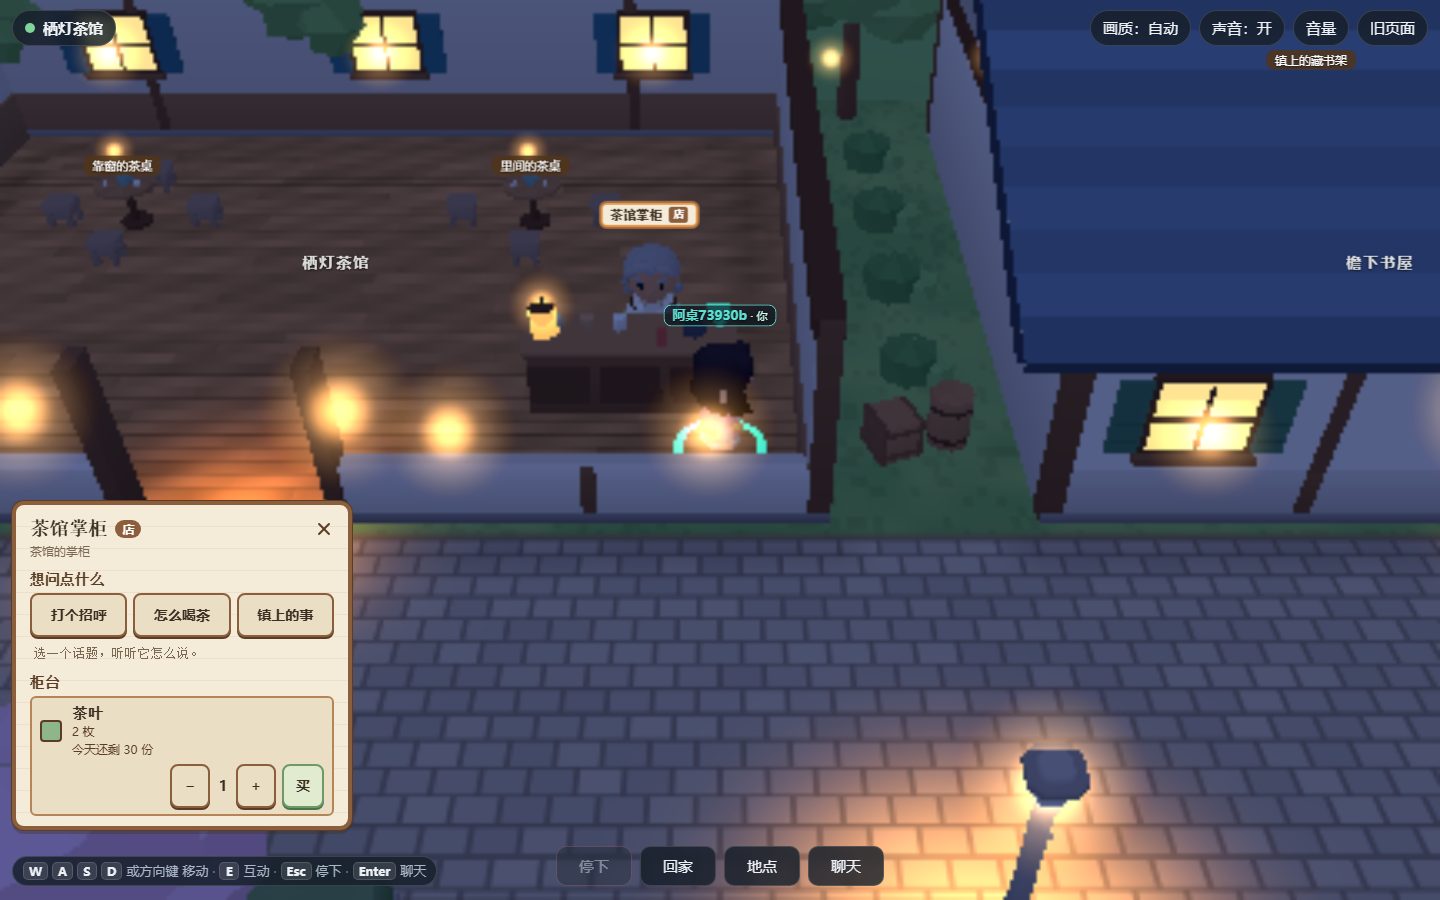 栖灯茶馆
画质：自动
声音：开
音量
旧页面
镇上的藏书架
靠窗的茶桌
里间的茶桌
茶馆掌柜 店
栖灯茶馆
檐下书屋
阿桌73930b · 你
茶馆掌柜 店
茶馆的掌柜
想问点什么
打个招呼
怎么喝茶
镇上的事
选一个话题，听听它怎么说。
柜台
茶叶
2 枚
今天还剩 30 份
− 1 + 买
W A S D 或方向键 移动 · E 互动 · Esc 停下 · Enter 聊天
停下
回家
地点
聊天